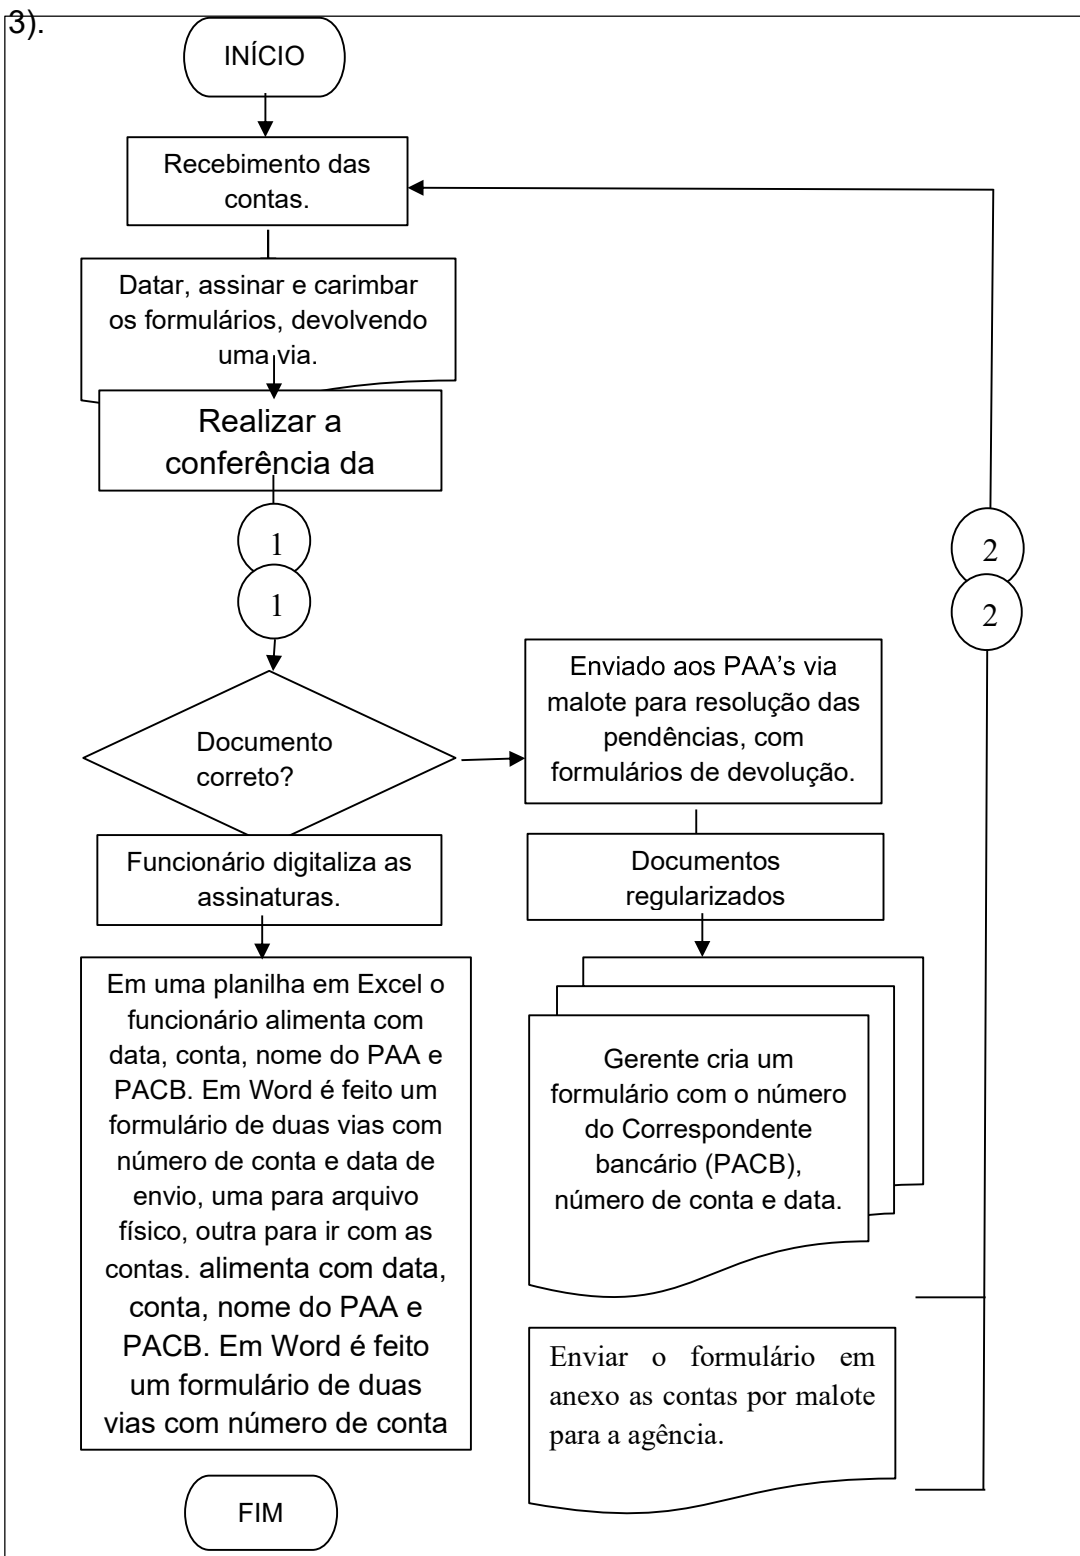 3).
INÍCIO
Recebimento das
contas.
Datar, assinar e carimbar
os formulários, devolvendo
uma via.
Realizar a
conferência da
1
1
2
2
Documento
correto?
Enviado aos PAA’s via
malote para resolução das
pendências, com
formulários de devolução.
Funcionário digitaliza as
assinaturas.
Documentos
regularizados
Em uma planilha em Excel o
funcionário alimenta com
data, conta, nome do PAA e
PACB. Em Word é feito um
formulário de duas vias com
número de conta e data de
envio, uma para arquivo
físico, outra para ir com as
contas. alimenta com data,
conta, nome do PAA e
PACB. Em Word é feito
um formulário de duas
vias com número de conta
Gerente cria um
formulário com o número
do Correspondente
bancário (PACB),
número de conta e data.
Enviar o formulário em
anexo as contas por malote
para a agência.
FIM